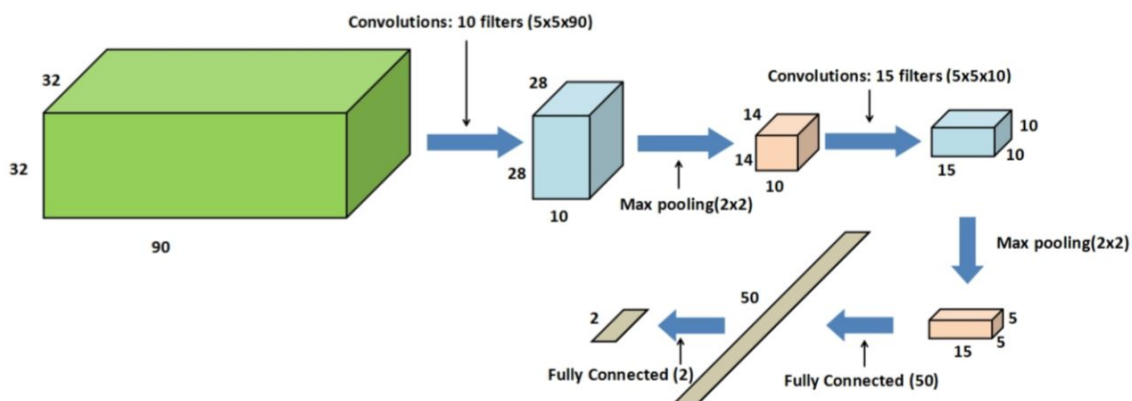 Convolutions: 10 filters (5x5x90)
32
32
90
28
28
10
Max pooling(2x2)
14
14
10
Convolutions: 15 filters (5x5x10)
10
10
15
Max pooling(2x2)
5
5
15
Fully Connected (50)
50
Fully Connected (2)
2